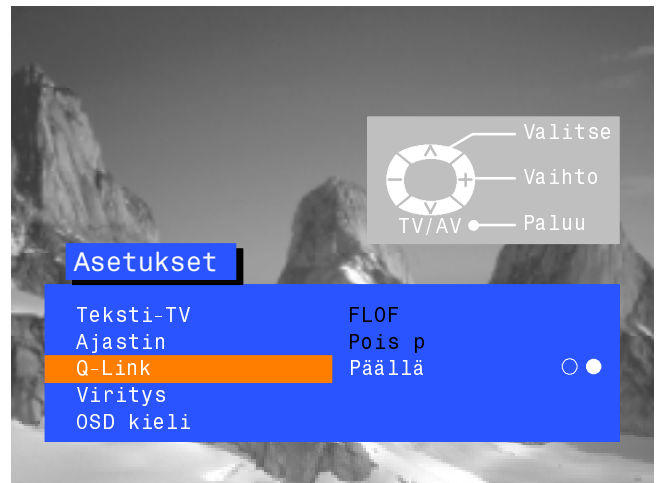 Valitse
Vaihto
TV/AV Paluu
Asetukset
Teksti-TV FLOF
Ajastin Pois p
Q-Link Päällä
Viritys
OSD kieli